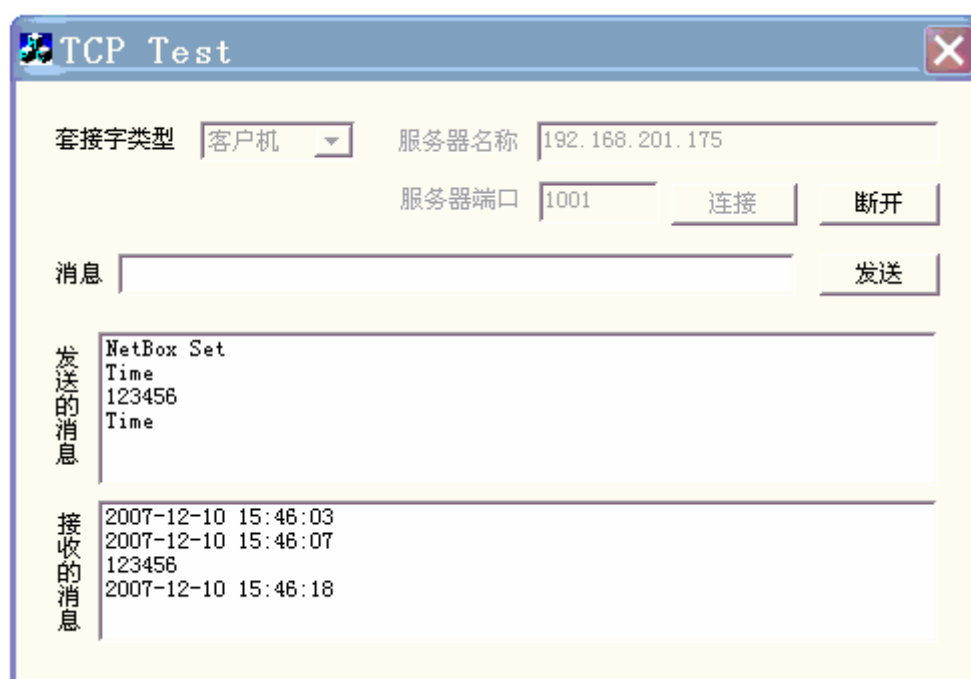 TCP Test
套接字类型 客户机 服务器名称 192.168.201.175
服务器端口 1001 连接 断开
消息 发送
发送的消息
NetBox Set
Time
123456
Time
接收的消息
2007-12-10 15:46:03
2007-12-10 15:46:07
123456
2007-12-10 15:46:18